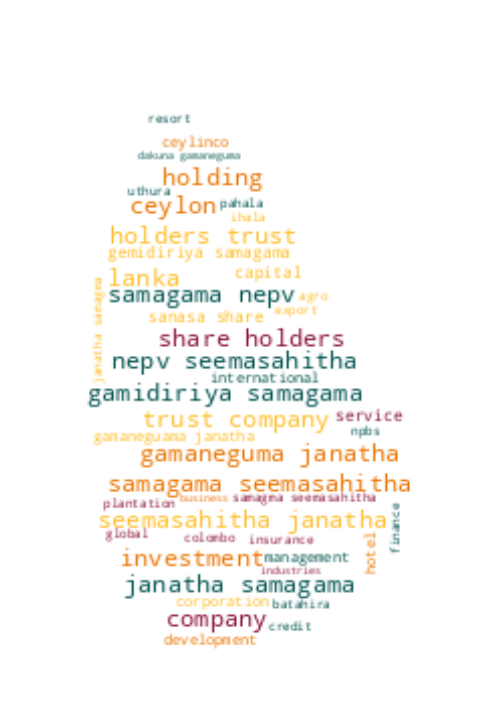 resort
ceylinco
dakuna gamaneguma
holding
uthura
ceylon pahala
ihala
holders trust
gemidiriya samagama
lanka capital
samagama nepv agro
janatha samagma
export
sanasa share
share holders
nepv seemasahitha
international
gamidiriya samagama
trust company service
npbs
gamaneguama janatha
gamaneguma janatha
samagama seemasahitha
business samagma seemasahitha
plantation
seemasahitha janatha
finance
global colombo insurance
hotel
investment management
industries
janatha samagama
corporation batahira
company credit
development